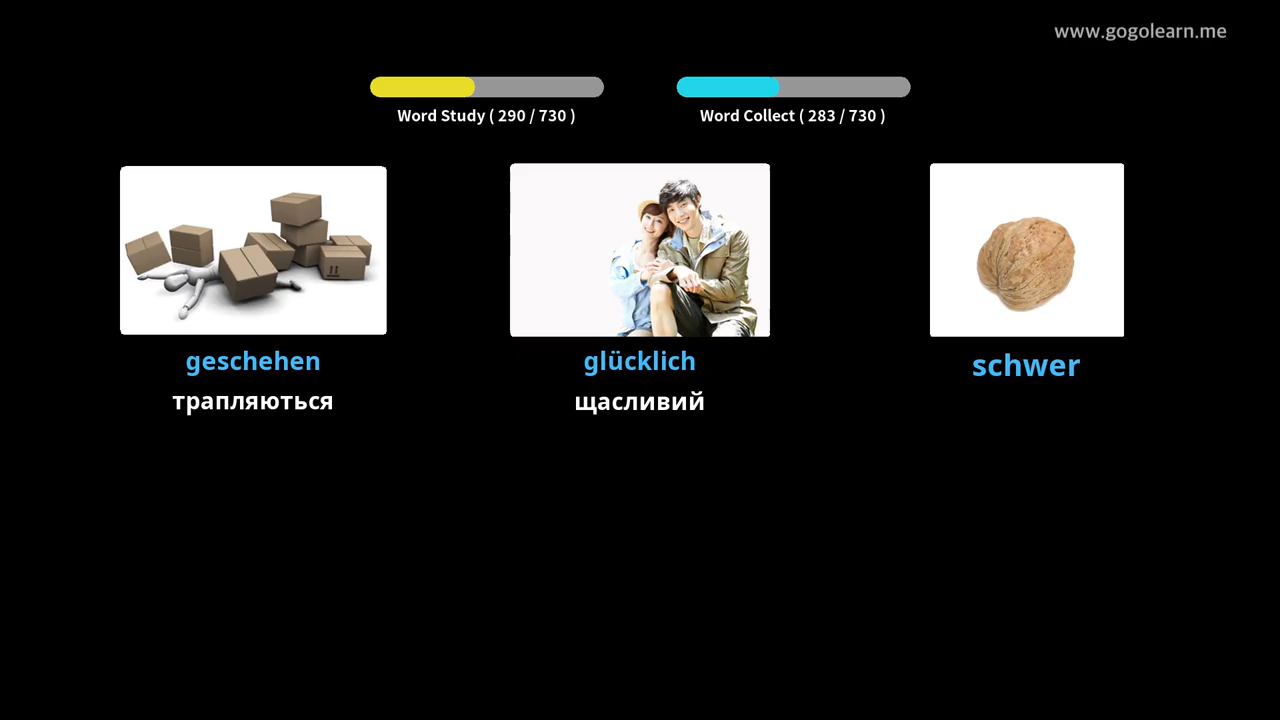 www.gogolearn.me
Word Study ( 290 / 730 )
Word Collect ( 283 / 730 )
geschehen
трапляються
glücklich
щасливий
schwer